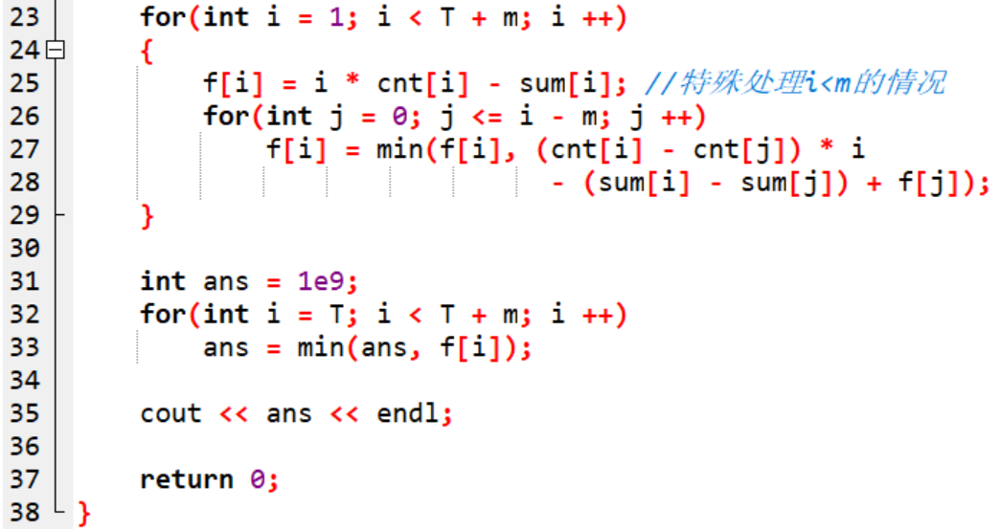 23 for(int i = 1; i < T + m; i ++)
24 {
25 f[i] = i * cnt[i] - sum[i]; //特殊处理i<m的情况
26 for(int j = 0; j <= i - m; j ++)
27 f[i] = min(f[i], (cnt[i] - cnt[j]) * i
28 - (sum[i] - sum[j]) + f[j]);
29 }
30
31 int ans = 1e9;
32 for(int i = T; i < T + m; i ++)
33 ans = min(ans, f[i]);
34
35 cout << ans << endl;
36
37 return 0;
38 }